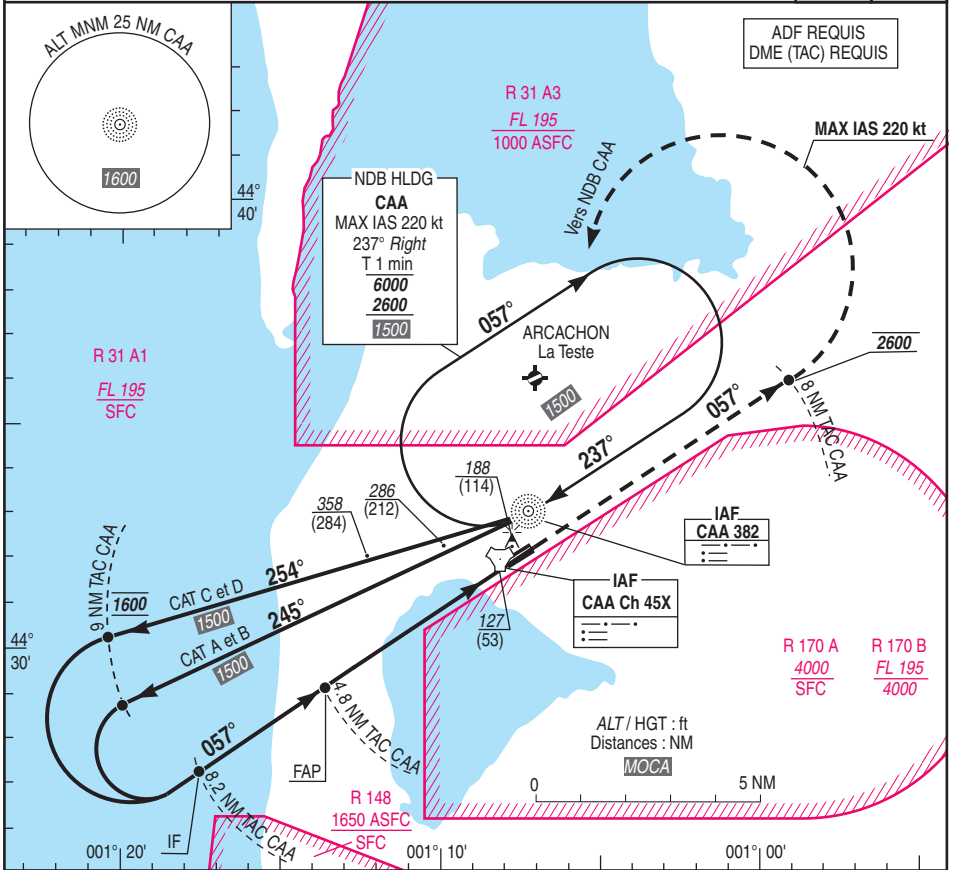 ALT MNM 25 NM CAA
1600
44°
40'
ADF REQUIS
DME (TAC) REQUIS
R 31 A3
FL 195
1000 ASFC
MAX IAS 220 kt
Vers NDB CAA
NDB HLDG
CAA
MAX IAS 220 kt
237° Right
T 1 min
6000
2600
1500
057°
ARCACHON
La Teste
1500
2600
R 31 A1
FL 195
SFC
057°
8 NM TAC CAA
237°
188
(114)
286
(212)
358
(284)
IAF
CAA 382
IAF
CAA Ch 45X
127
(53)
9 NM TAC CAA
1600
CAT C et D
254°
1500
CAT A et B
245°
1500
44°
30'
R 170 A
4000
SFC
R 170 B
FL 195
4000
057°
4.8 NM TAC CAA
FAP
ALT / HGT : ft
Distances : NM
MOCA
0
5 NM
8.2 NM TAC CAA
IF
R 148
1650 ASFC
SFC
001° 20'
001° 10'
001° 00'